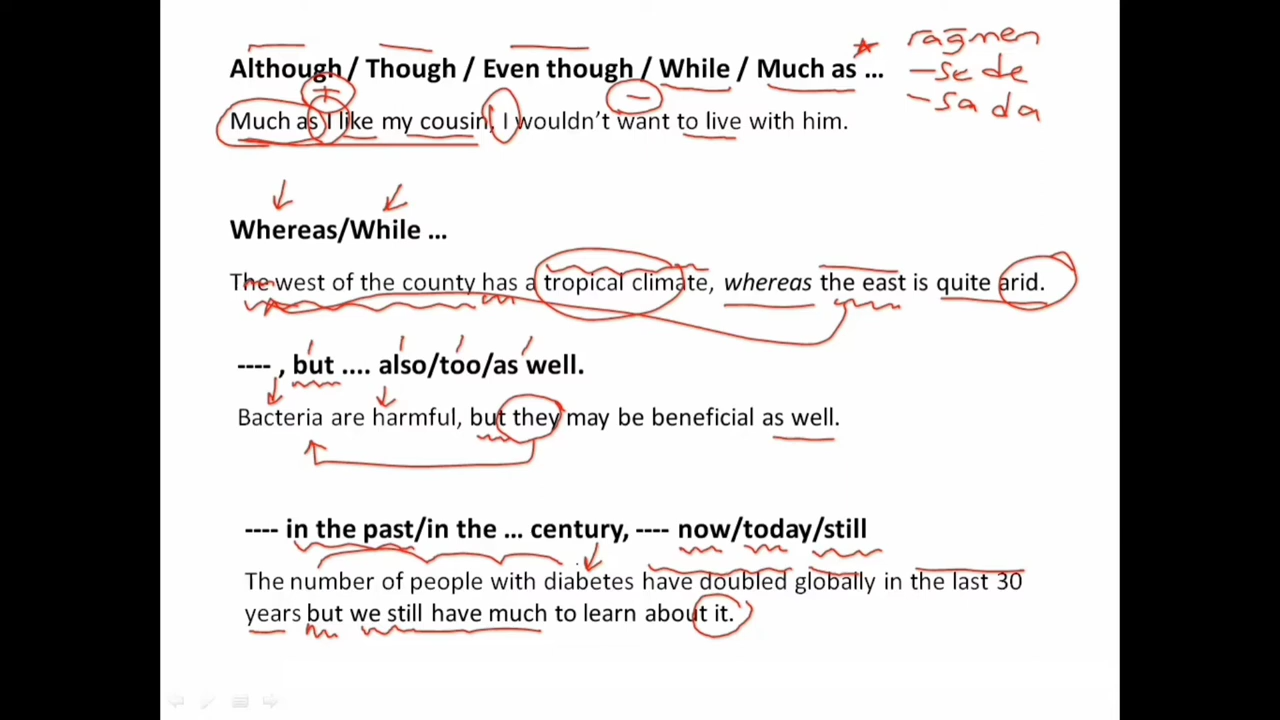 Although / Though / Even though / While / Much as ...
rağmen
-se de
-sa da
+
-
Much as I like my cousin, I wouldn't want to live with him.
Whereas/While ...
The west of the county has a tropical climate, whereas the east is quite arid.
---- , but .... also/too/as well.
Bacteria are harmful, but they may be beneficial as well.
---- in the past/in the ... century, ---- now/today/still
The number of people with diabetes have doubled globally in the last 30
years but we still have much to learn about it.